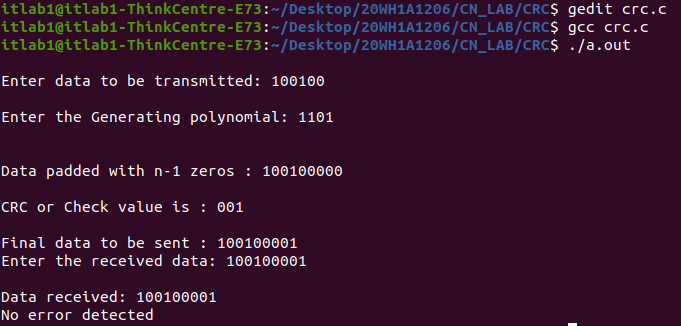 itlab1@itlab1-ThinkCentre-E73:~/Desktop/20WH1A1206/CN_LAB/CRC$ gedit crc.c
itlab1@itlab1-ThinkCentre-E73:~/Desktop/20WH1A1206/CN_LAB/CRC$ gcc crc.c
itlab1@itlab1-ThinkCentre-E73:~/Desktop/20WH1A1206/CN_LAB/CRC$ ./a.out
Enter data to be transmitted: 100100
Enter the Generating polynomial: 1101
Data padded with n-1 zeros : 100100000
CRC or Check value is : 001
Final data to be sent : 100100001
Enter the received data: 100100001
Data received: 100100001
No error detected